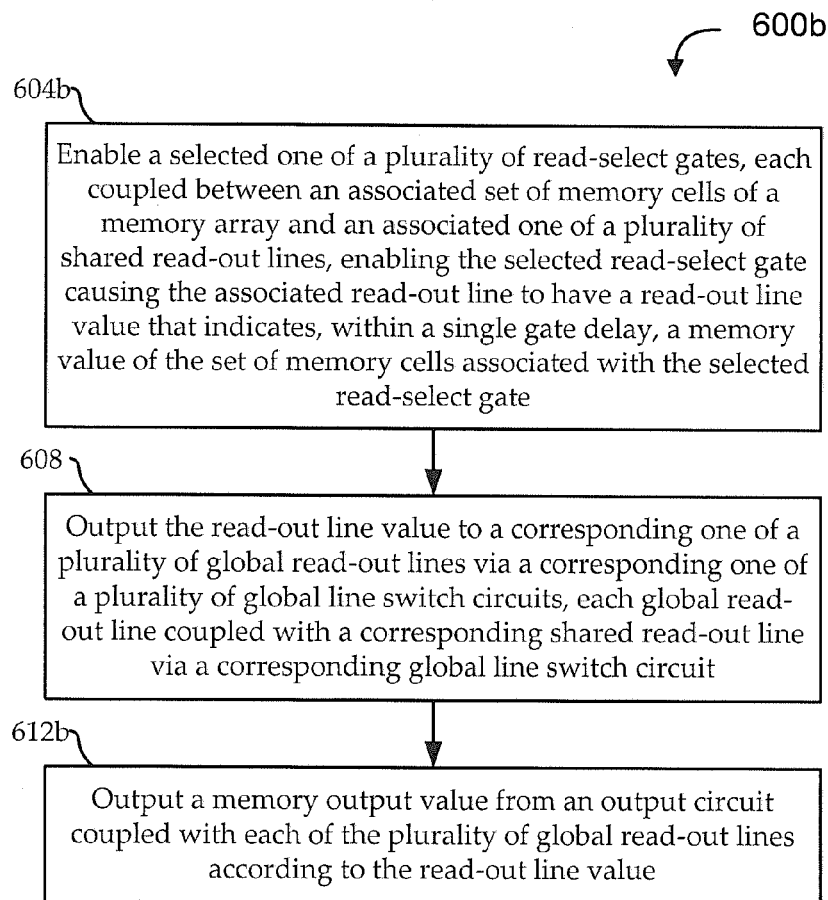 600b
604b
Enable a selected one of a plurality of read-select gates, each
coupled between an associated set of memory cells of a
memory array and an associated one of a plurality of
shared read-out lines, enabling the selected read-select gate
causing the associated read-out line to have a read-out line
value that indicates, within a single gate delay, a memory
value of the set of memory cells associated with the selected
read-select gate
608
Output the read-out line value to a corresponding one of a
plurality of global read-out lines via a corresponding one of
a plurality of global line switch circuits, each global read-
out line coupled with a corresponding shared read-out line
via a corresponding global line switch circuit
612b
Output a memory output value from an output circuit
coupled with each of the plurality of global read-out lines
according to the read-out line value